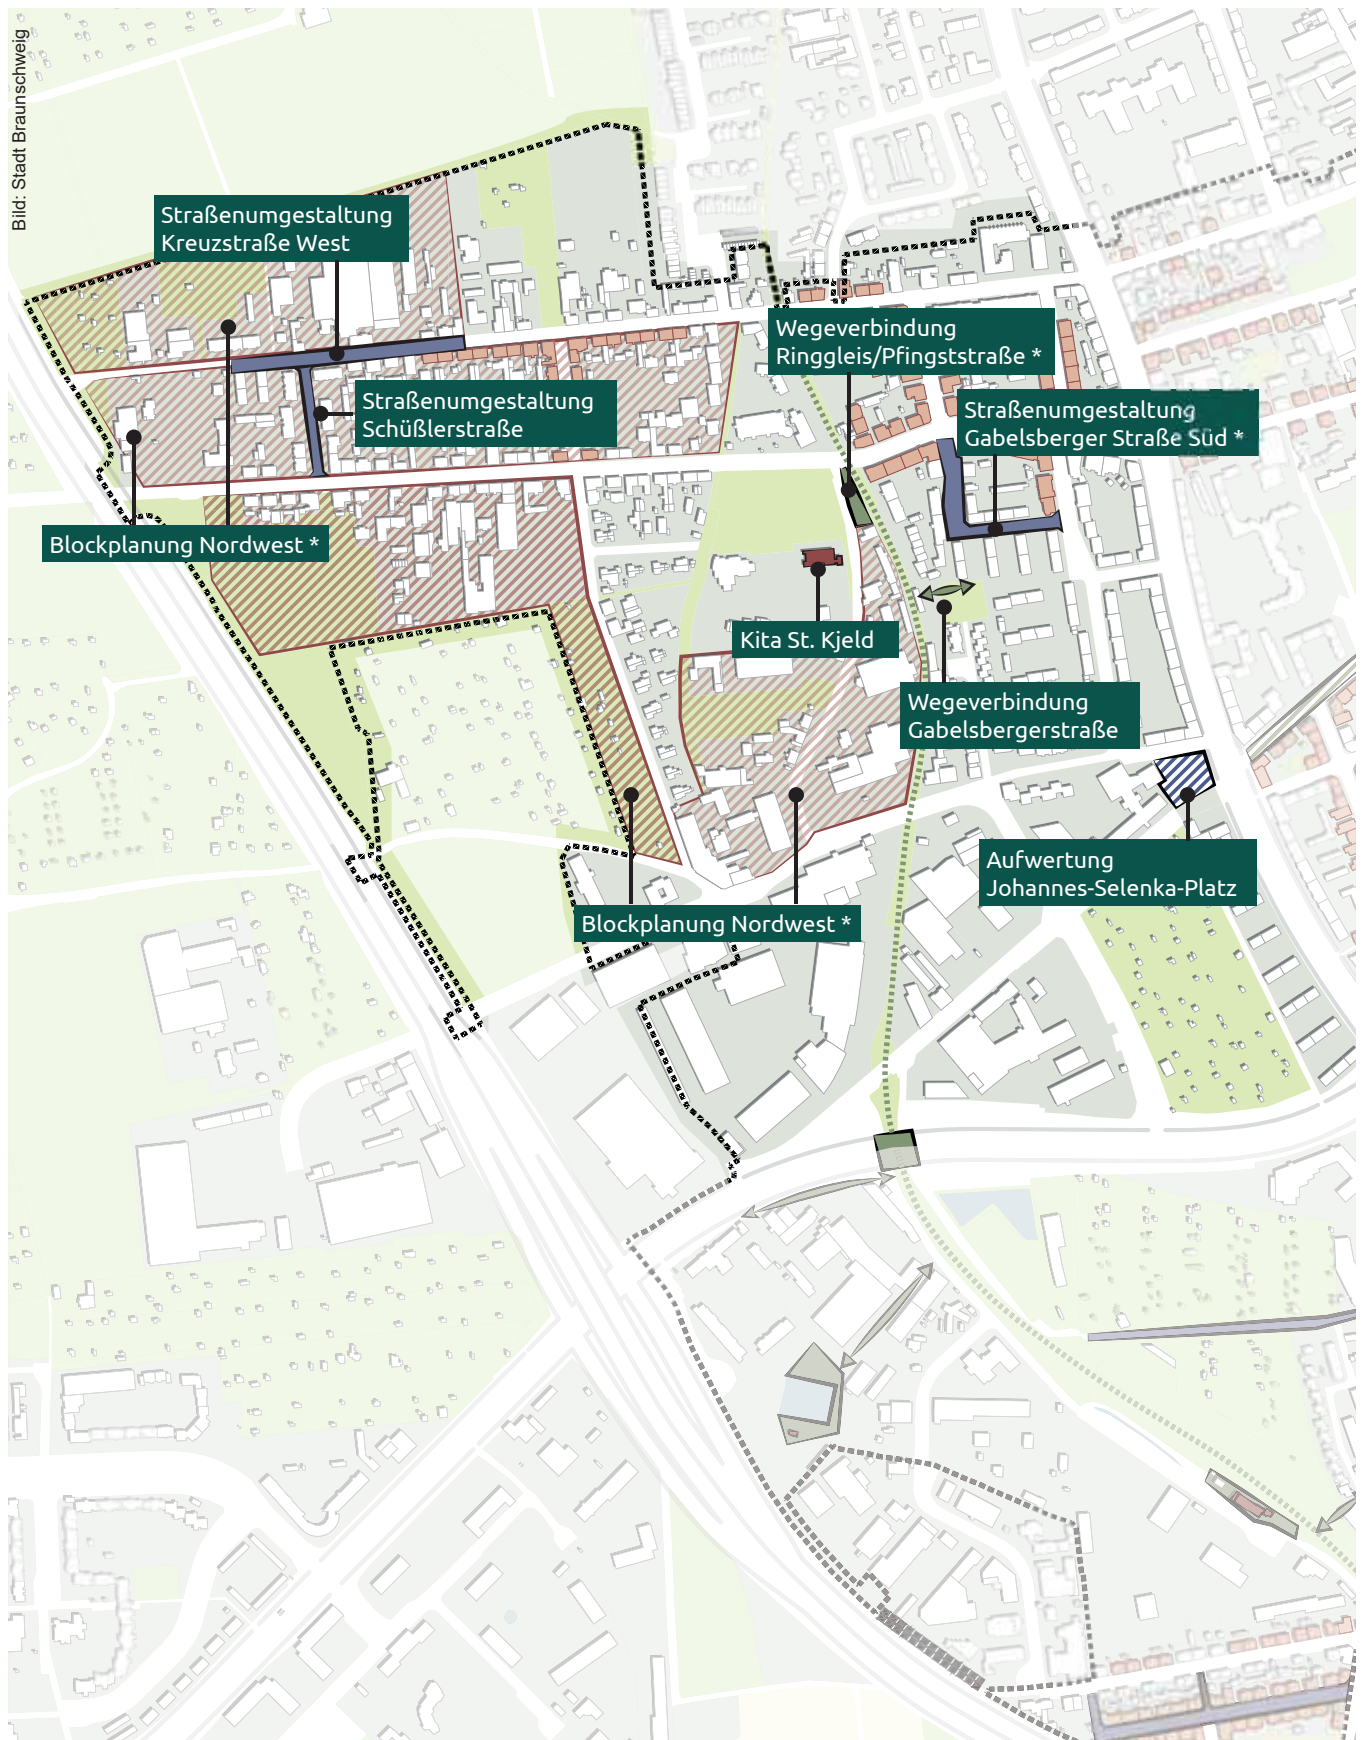 Bild: Stadt Braunschweig
Straßenumgestaltung
Kreuzstraße West
Wegeverbindung
Ringgleis/Pfingststraße *
Straßenumgestaltung
Schüßlerstraße
Straßenumgestaltung
Gabelsberger Straße Süd *
Blockplanung Nordwest *
Kita St. Kjeld
Wegeverbindung
Gabelsbergerstraße
Aufwertung
Johannes-Selenka-Platz
Blockplanung Nordwest *